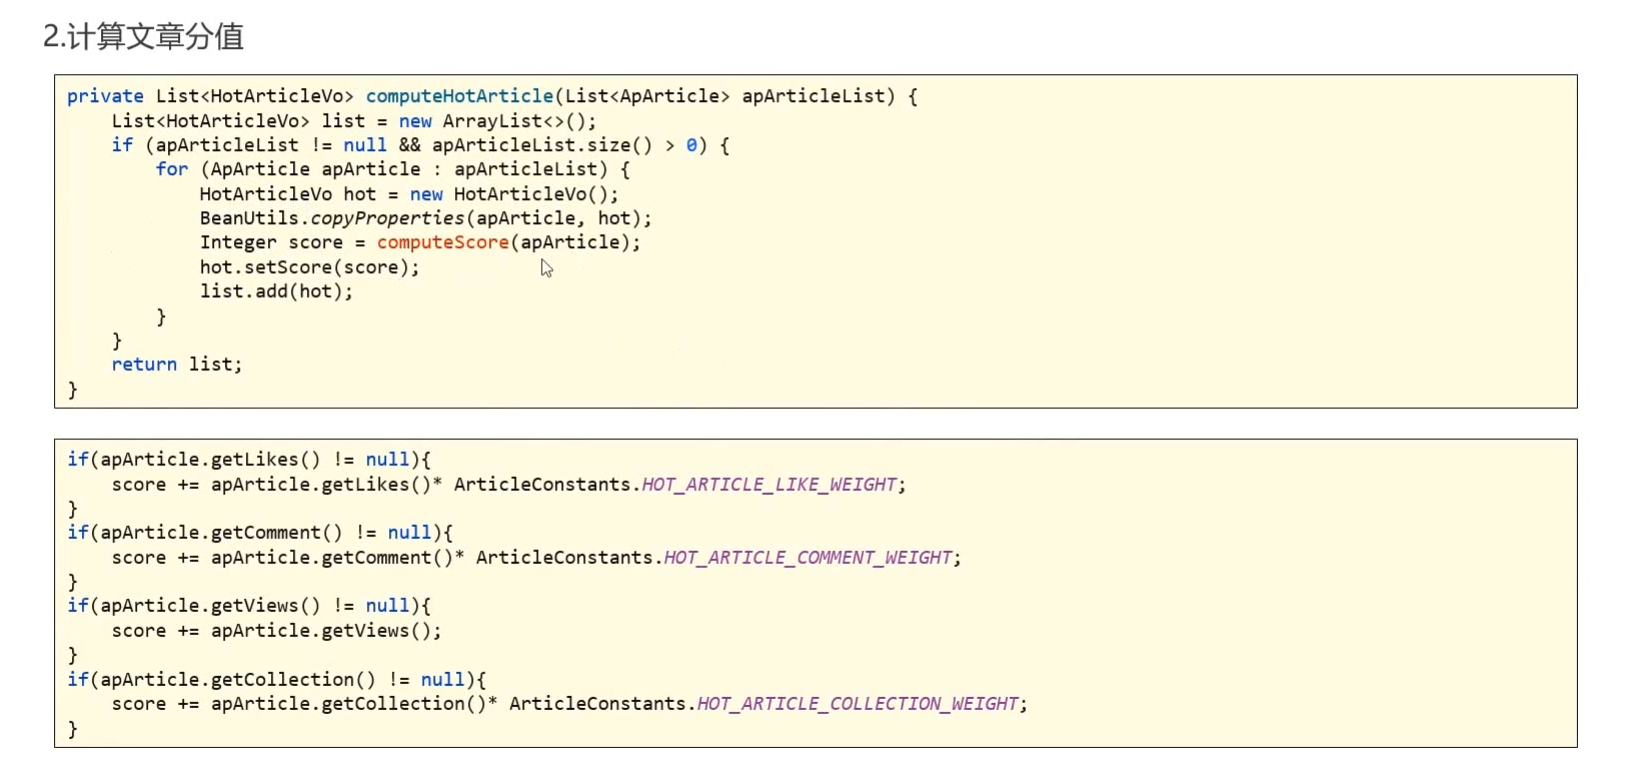 2.计算文章分值
private List<HotArticleVo> computeHotArticle(List<ApArticle> apArticleList) {
    List<HotArticleVo> list = new ArrayList<>();
    if (apArticleList != null && apArticleList.size() > 0) {
        for (ApArticle apArticle : apArticleList) {
            HotArticleVo hot = new HotArticleVo();
            BeanUtils.copyProperties(apArticle, hot);
            Integer score = computeScore(apArticle);
            hot.setScore(score);
            list.add(hot);
        }
    }
    return list;
}
if(apArticle.getLikes() != null){
    score += apArticle.getLikes()* ArticleConstants.HOT_ARTICLE_LIKE_WEIGHT;
}
if(apArticle.getComment() != null){
    score += apArticle.getComment()* ArticleConstants.HOT_ARTICLE_COMMENT_WEIGHT;
}
if(apArticle.getViews() != null){
    score += apArticle.getViews();
}
if(apArticle.getCollection() != null){
    score += apArticle.getCollection()* ArticleConstants.HOT_ARTICLE_COLLECTION_WEIGHT;
}